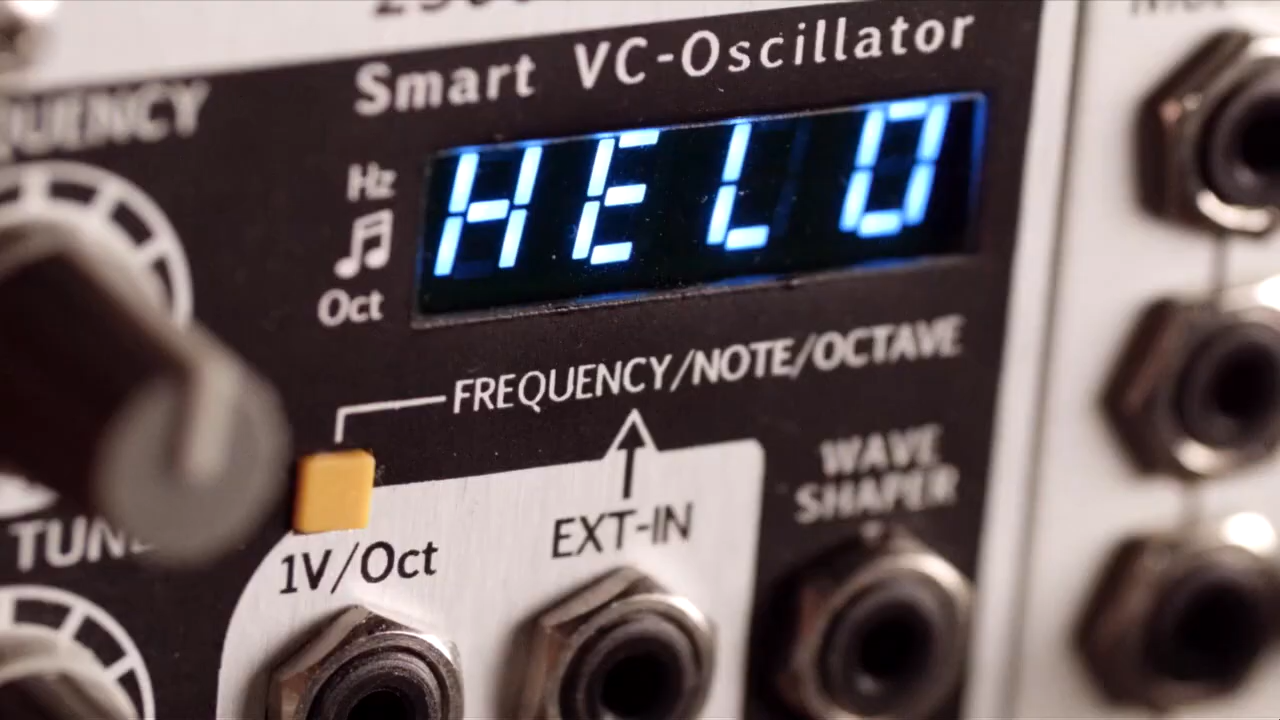 Smart VC-Oscillator
HELO
Hz
Oct
FREQUENCY/NOTE/OCTAVE
WAVE
SHAPER
EXT-IN
1V/Oct